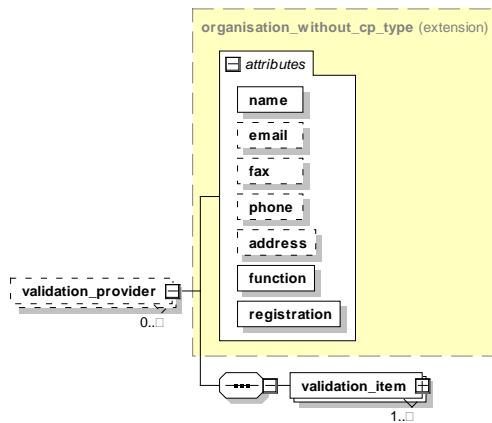 organisation_without_cp_type (extension)
attributes
name
email
fax
phone
address
function
registration
validation_provider
0..□
validation_item
1..□